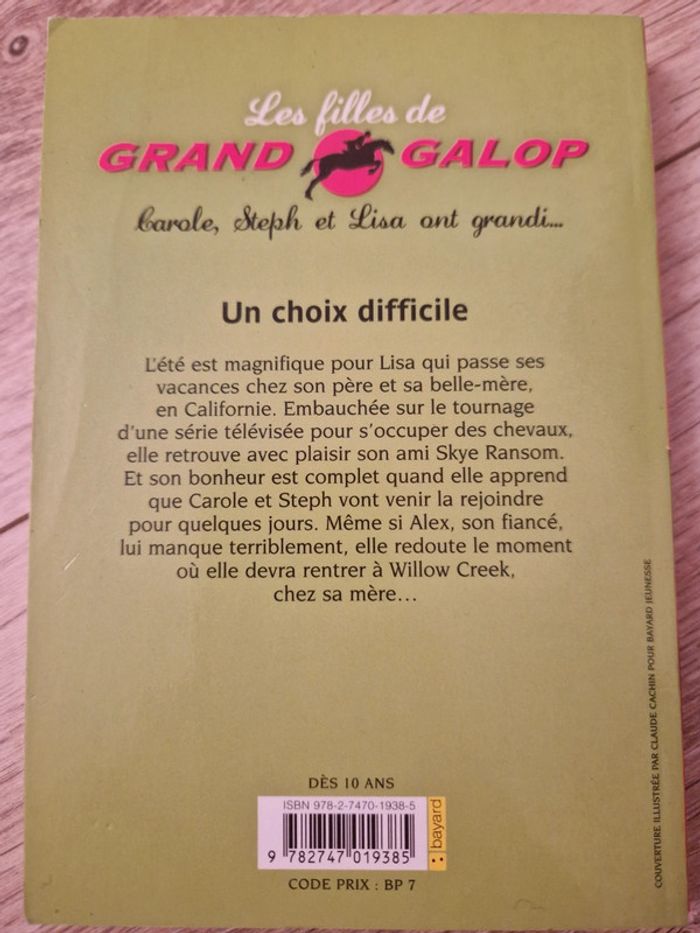 Les filles de
GRAND GALOP
Carole, Steph et Lisa ont grandi...
Un choix difficile
L'été est magnifique pour Lisa qui passe ses
vacances chez son père et sa belle-mère,
en Californie. Embauchée sur le tournage
d'une série télévisée pour s'occuper des chevaux,
elle retrouve avec plaisir son ami Skye Ransom.
Et son bonheur est complet quand elle apprend
que Carole et Steph vont venir la rejoindre
pour quelques jours. Même si Alex, son fiancé,
lui manque terriblement, elle redoute le moment
où elle devra rentrer à Willow Creek,
chez sa mère...
DÈS 10 ANS
ISBN 978-2-7470-1938-5
9 782747 019385
bayard
CODE PRIX : BP 7
COUVERTURE ILLUSTRÉE PAR CLAUDE CACHIN POUR BAYARD JEUNESSE